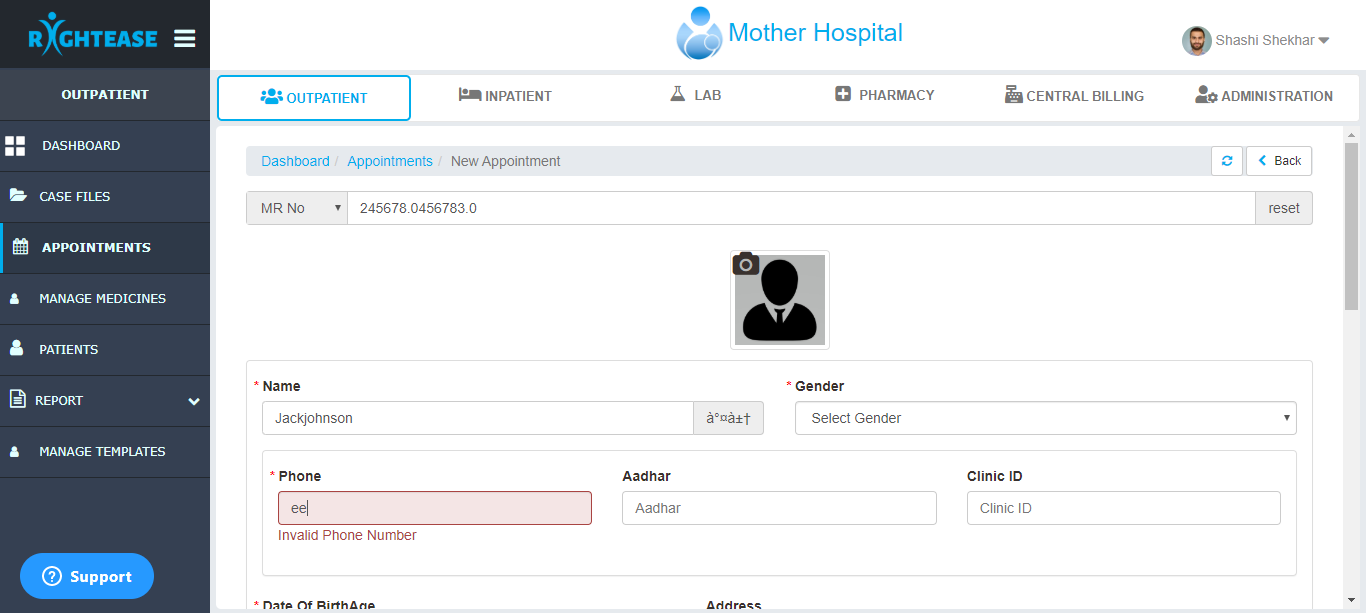 RIGHTEASE
Mother Hospital
Shashi Shekhar
OUTPATIENT
OUTPATIENT
INPATIENT
LAB
PHARMACY
CENTRAL BILLING
ADMINISTRATION
DASHBOARD
CASE FILES
APPOINTMENTS
MANAGE MEDICINES
PATIENTS
REPORT
MANAGE TEMPLATES
Support
Dashboard / Appointments / New Appointment
Back
MR No
245678.0456783.0
reset
* Name
* Gender
Jackjohnson
à°¤à±†
Select Gender
* Phone
Aadhar
Clinic ID
ee
Aadhar
Clinic ID
Invalid Phone Number
* Date Of BirthAge
Address